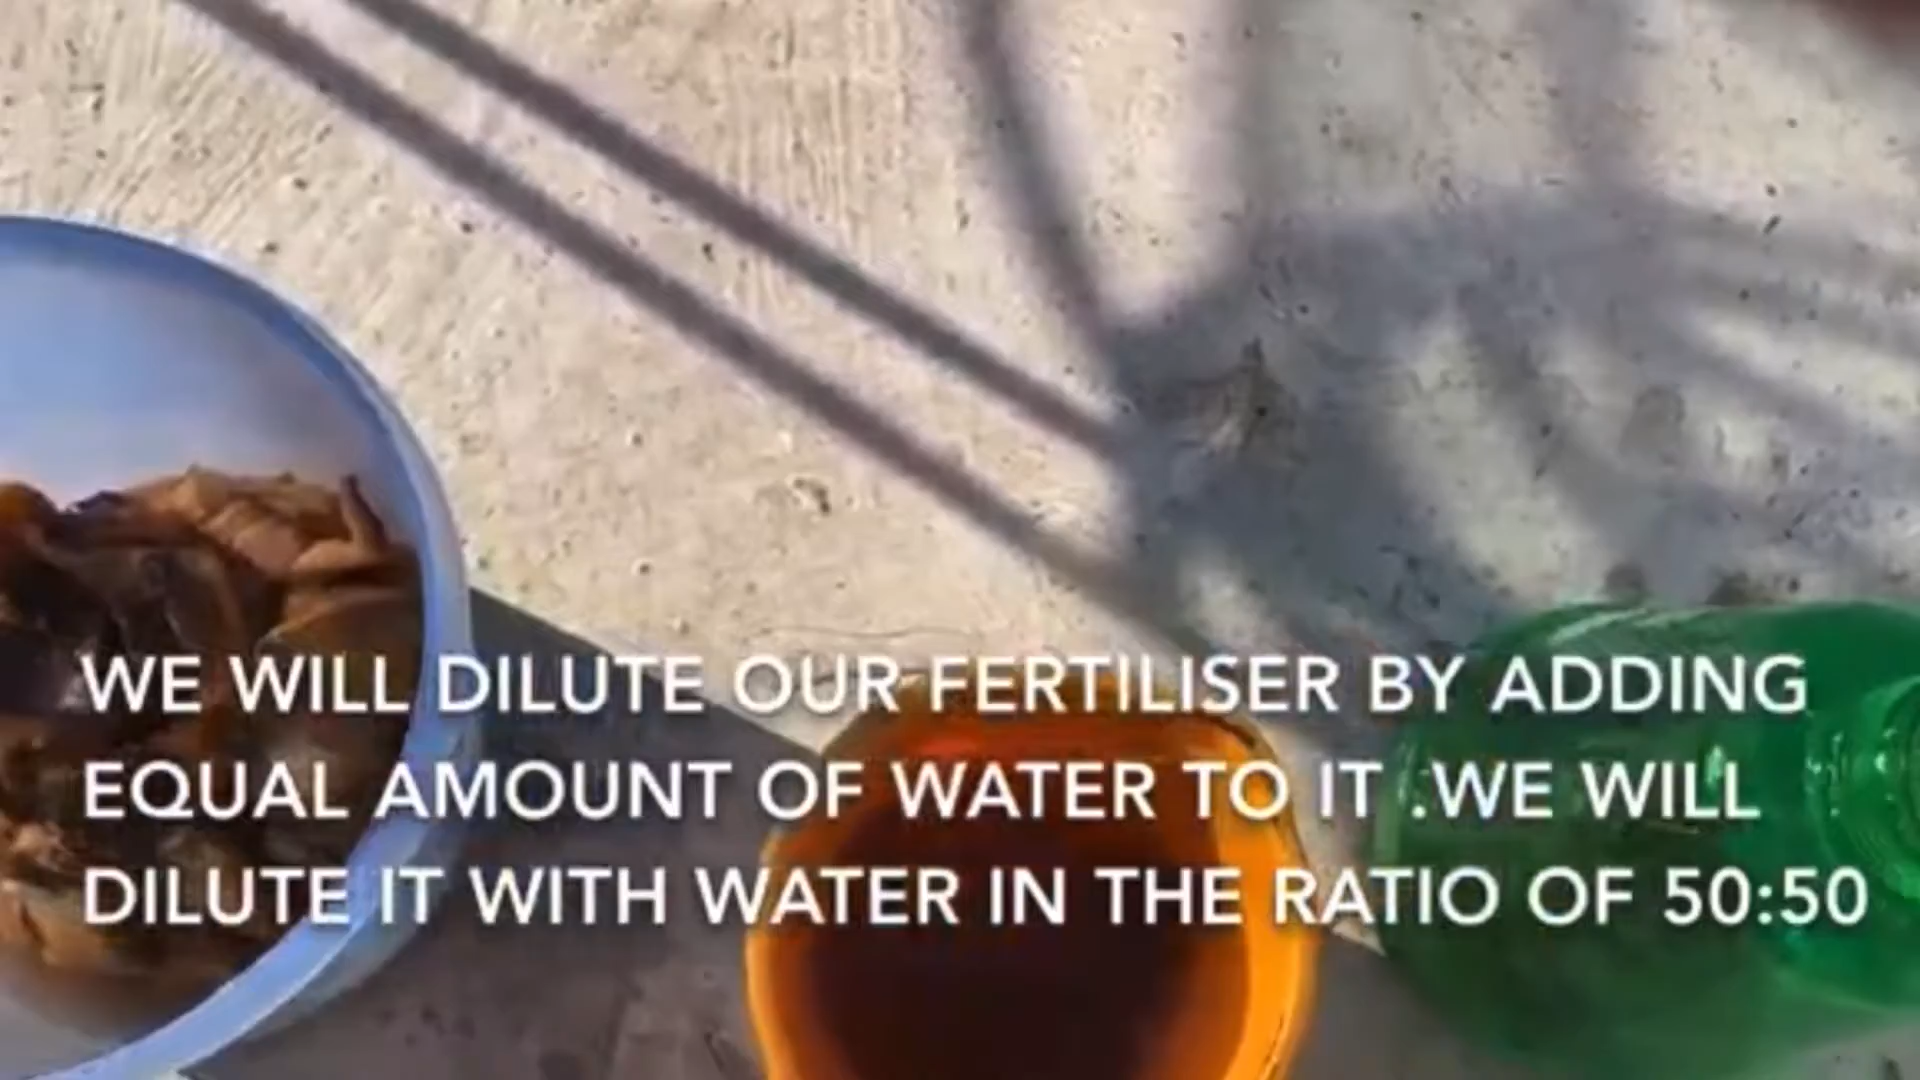 WE WILL DILUTE OUR FERTILISER BY ADDING
EQUAL AMOUNT OF WATER TO IT .WE WILL
DILUTE IT WITH WATER IN THE RATIO OF 50:50